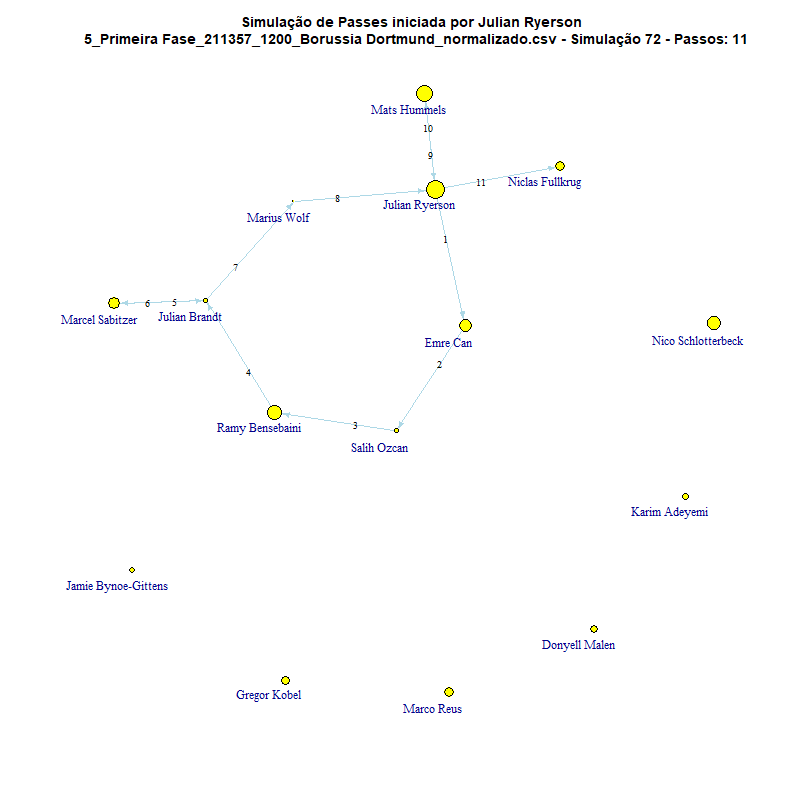 Simulação de Passes iniciada por Julian Ryerson
5_Primeira Fase_211357_1200_Borussia Dortmund_normalizado.csv - Simulação 72 - Passos: 11
Mats Hummels
10
9
11
Niclas Fullkrug
8
Julian Ryerson
Marius Wolf
1
7
6
5
Marcel Sabitzer
Julian Brandt
Emre Can
Nico Schlotterbeck
2
4
3
Ramy Bensebaini
Salih Ozcan
Karim Adeyemi
Jamie Bynoe-Gittens
Donyell Malen
Gregor Kobel
Marco Reus